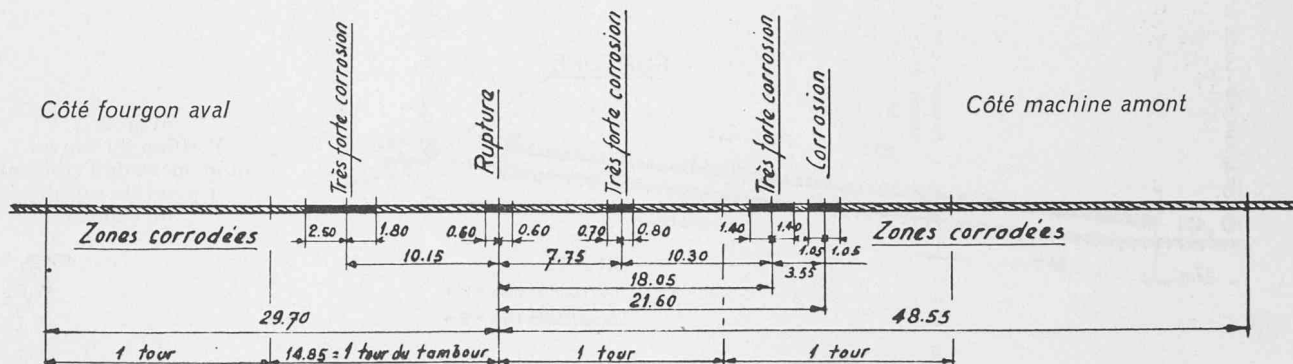 Très forte corrosion
Ruptura
Très forte corrosion
Très forte corrosion
Corrosion
Côté fourgon aval
Côté machine amont
Zones corrodées
Zones corrodées
2.50
1.80
0.60
0.60
0.70
0.80
1.40
1.40
1.05
1.05
10.15
7.75
10.30
3.55
18.05
21.60
29.70
48.55
1 tour
14.85 = 1 tour du tambour
1 tour
1 tour